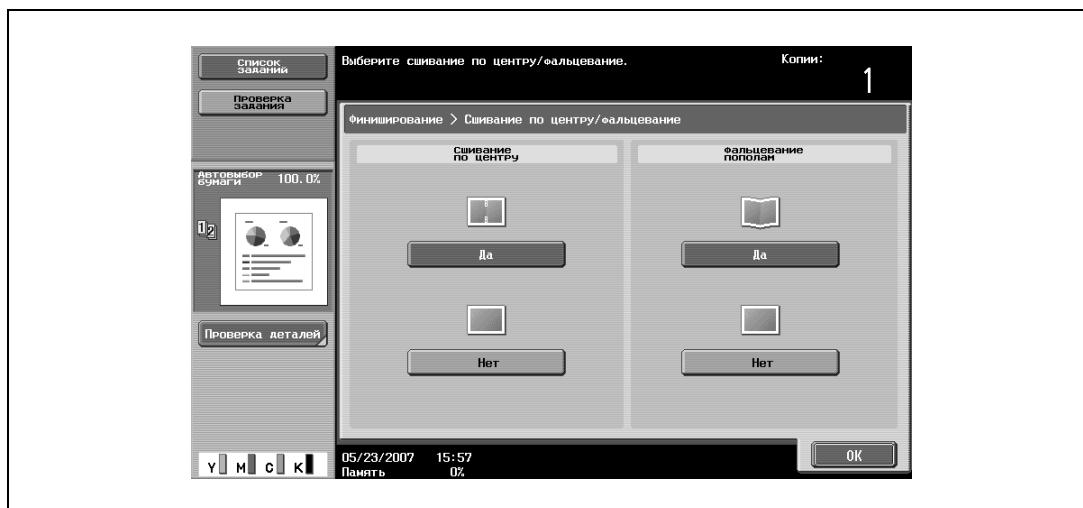 Список
заданий
Проверка
задания
Автовыбор
бумаги 100.0%
1 2
Проверка деталей
Y M C K
Выберите сшивание по центру/фальцевание.
Копии:
1
Финиширование > Сшивание по центру/фальцевание
Сшивание
по центру
Да
Нет
Фальцевание
пополам
Да
Нет
05/23/2007 15:57
Память 0%
OK